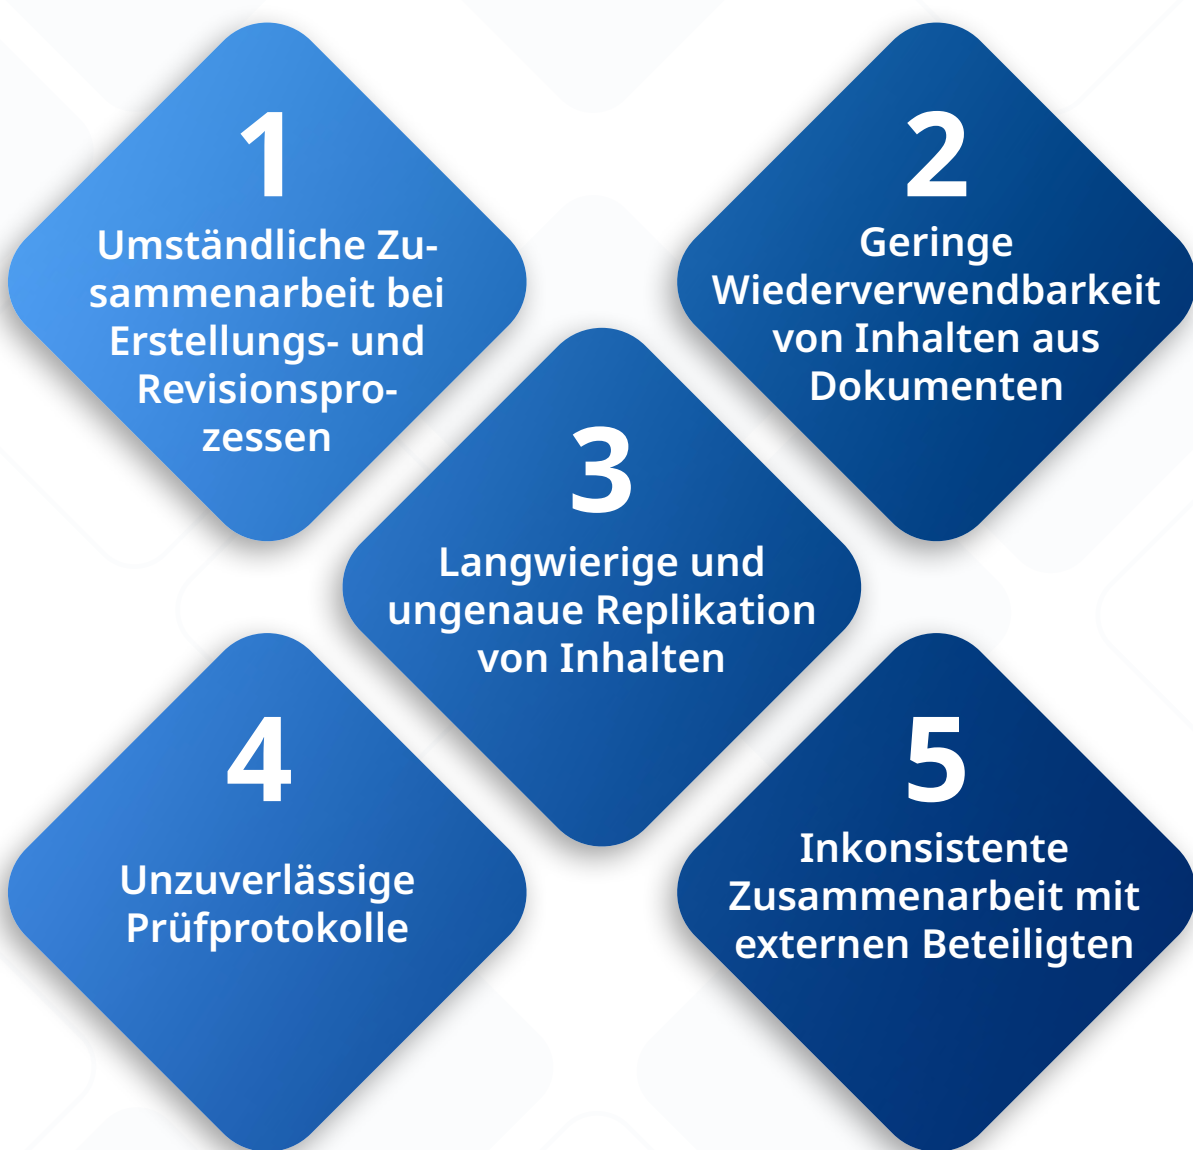 1
Umständliche Zu-
sammenarbeit bei
Erstellungs- und
Revisionspro-
zessen
2
Geringe
Wiederverwendbarkeit
von Inhalten aus
Dokumenten
3
Langwierige und
ungenaue Replikation
von Inhalten
4
Unzuverlässige
Prüfprotokolle
5
Inkonsistente
Zusammenarbeit mit
externen Beteiligten